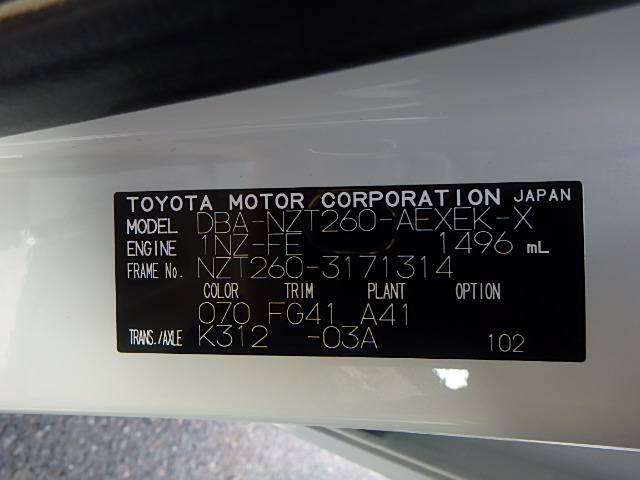 TOYOTA MOTOR CORPORATION JAPAN
MODEL DBA-NZT260-AEXEK-X
ENGINE 1NZ-FE 1496 mL
FRAME No. NZT260-3171314
COLOR TRIM PLANT OPTION
070 FG41 A41
TRANS./AXLE K312 -03A 102